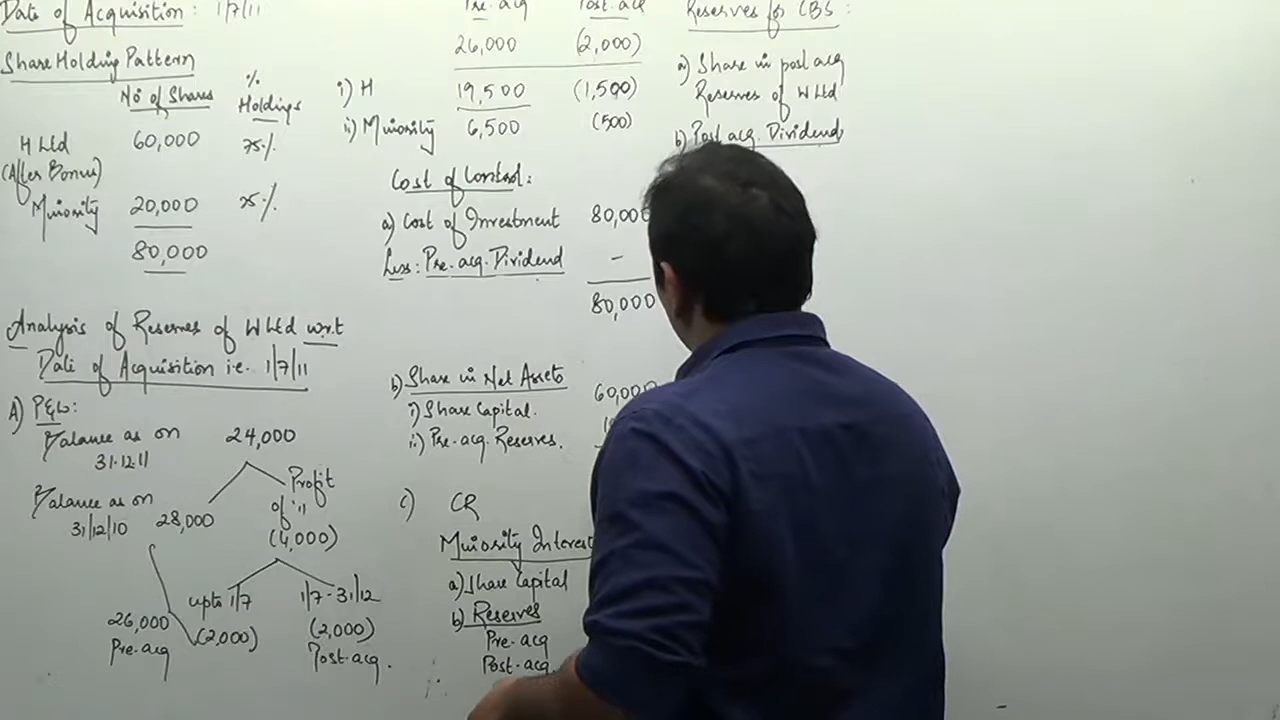 Date of Acquisition : 1/7/11
ShareHolding Pattern
No of Shares
% Holdings
H Ltd 60,000 75%
(After Bonus)
Minority 20,000 25%
80,000
Analysis of Reserves of W Ltd w.r.t
Date of Acquisition i.e. 1/7/11
A) P&L:
Balance as on 24,000
31.12.11
Balance as on
31/12/10 28,000
Profit
of '11
(4,000)
upto 1/7 1/7 - 31/12
26,000 (2,000) (2,000)
Pre-acq Post-acq.
Pre-acq Post-acq
26,000 (2,000)
i) H 19,500 (1,500)
ii) Minority 6,500 (500)
Cost of Control:
a) Cost of Investment 80,000
Less: Pre-acq. Dividend -
80,000
b) Share in Net Assets
i) Share Capital. 60,000
ii) Pre-acq. Reserves.
c) CR
Minority Interest
a) Share Capital
b) Reserves
Pre-acq
Post-acq.
Reserves for CBS:
a) Share in post acq
Reserves of W Ltd
b) Post acq. Dividend